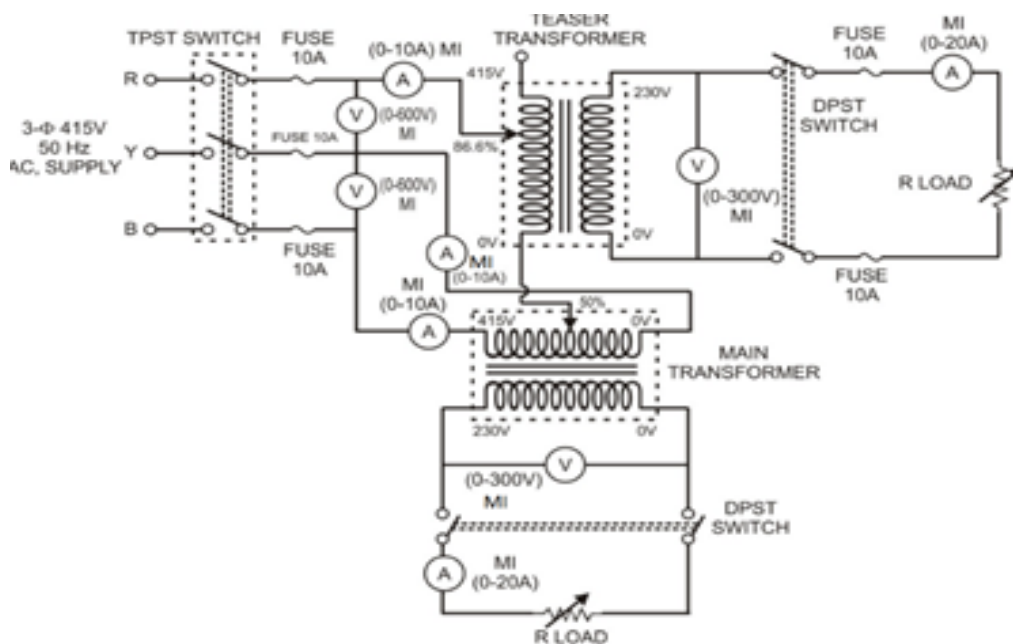 TEASER
TRANSFORMER
TPST SWITCH
FUSE
10A
(0-10A) MI
A
415V
230V
FUSE
10A
MI
(0-20A)
A
R
V
(0-600V)
MI
DPST
SWITCH
3-Φ 415V
50 Hz
AC, SUPPLY
Y
FUSE 10A
86.6%
V
(0-300V)
MI
R LOAD
V
(0-600V)
MI
B
FUSE
10A
0V
0V
A
MI
(0-10A)
FUSE
10A
MI
(0-10A)
A
50%
415V
0V
MAIN
TRANSFORMER
230V
0V
V
(0-300V)
MI
DPST
SWITCH
A
MI
(0-20A)
R LOAD